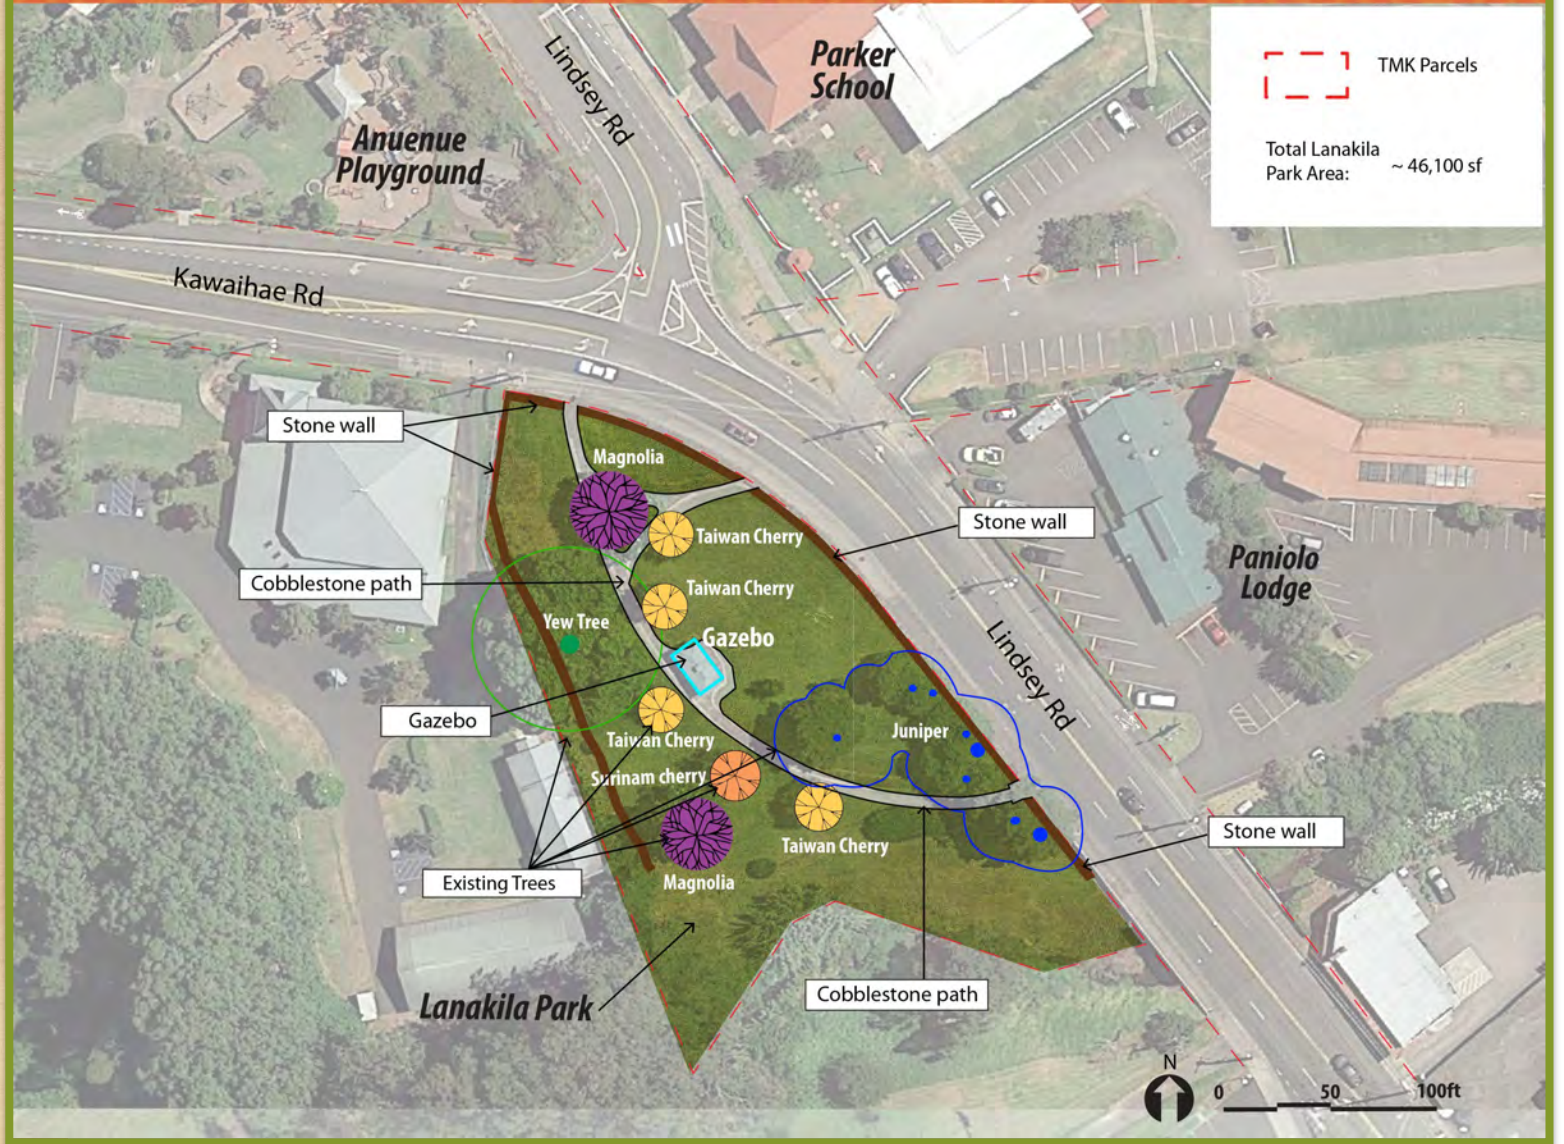 Lindsey Rd
Parker
School
TMK Parcels
Total Lanakila
Park Area:
~ 46,100 sf
Anuenue
Playground
Kawaihae Rd
Stone wall
Magnolia
Stone wall
Taiwan Cherry
Cobblestone path
Taiwan Cherry
Paniolo
Lodge
Yew Tree
Gazebo
Lindsey Rd
Gazebo
Juniper
Taiwan Cherry
Surinam cherry
Stone wall
Taiwan Cherry
Existing Trees
Magnolia
Cobblestone path
Lanakila Park
N
0 50 100ft